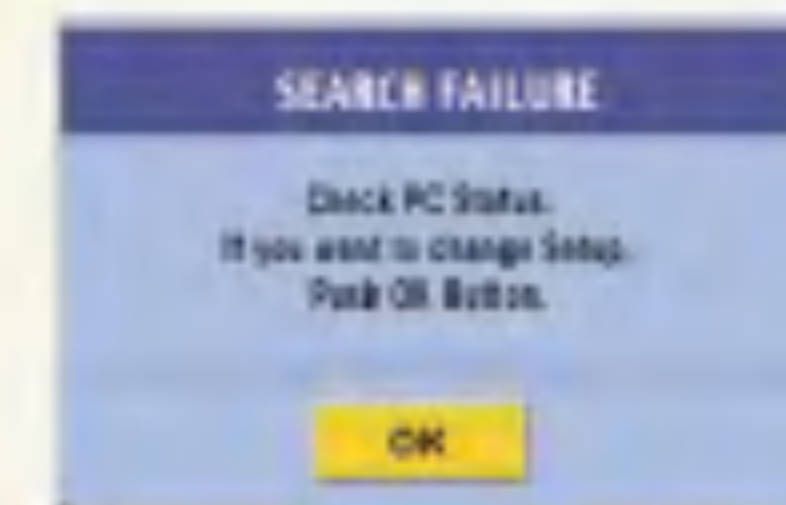 SEARCH FAILURE
Check PC Status.
If you want to change Setup.
Push OK Button.
OK